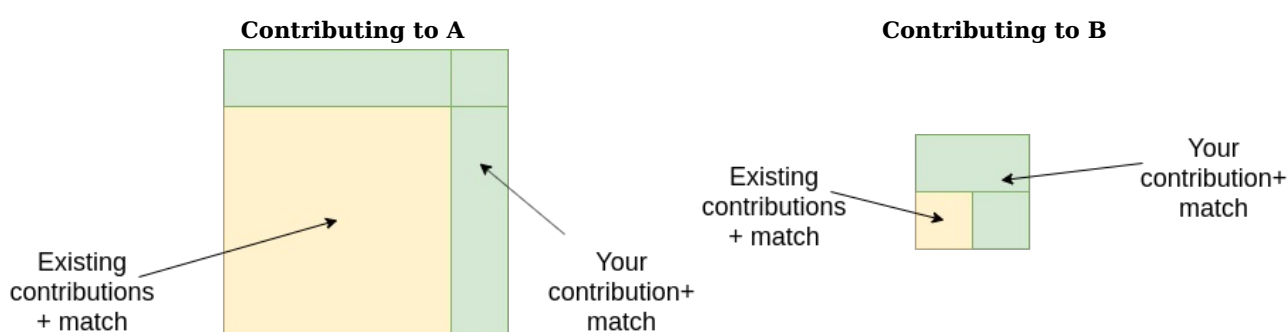 Contributing to A
Existing
contributions
+ match
Your
contribution+
match
Contributing to B
Existing
contributions
+ match
Your
contribution+
match